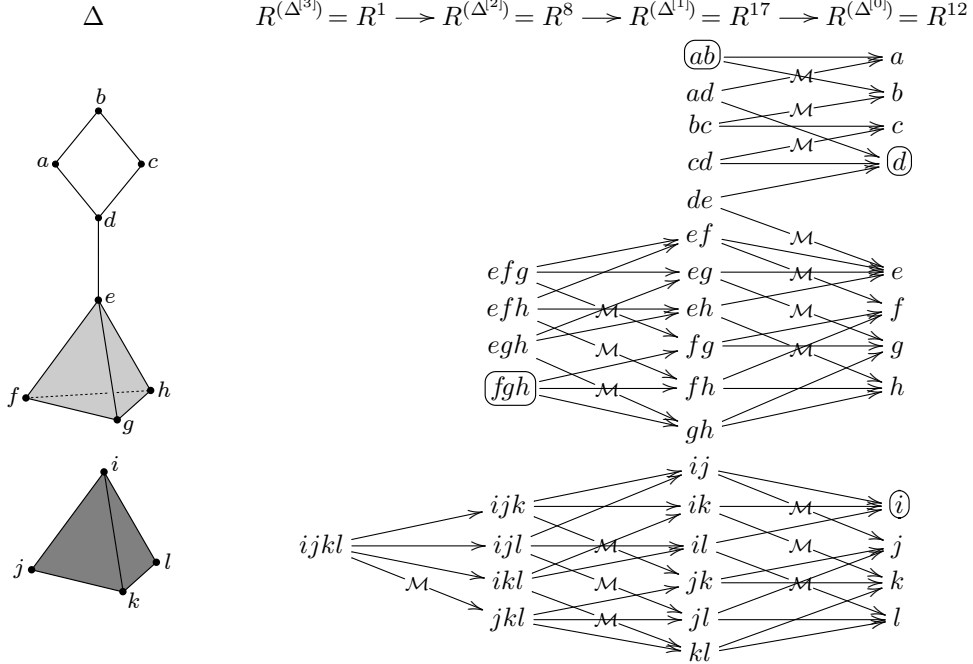 Δ R^(Δ^[3]) = R^1 → R^(Δ^[2]) = R^8 → R^(Δ^[1]) = R^17 → R^(Δ^[0]) = R^12
ab a
b ad M b
bc M c
a c cd M d
d de
ef M
efg eg M e
e efh M eh M f
egh M fg M g
f h fgh M fh h
g gh
i ij
ijk ik M i
ijkl ijl M il M j
j l ikl M jk M k
k M jkl M jl l
kl